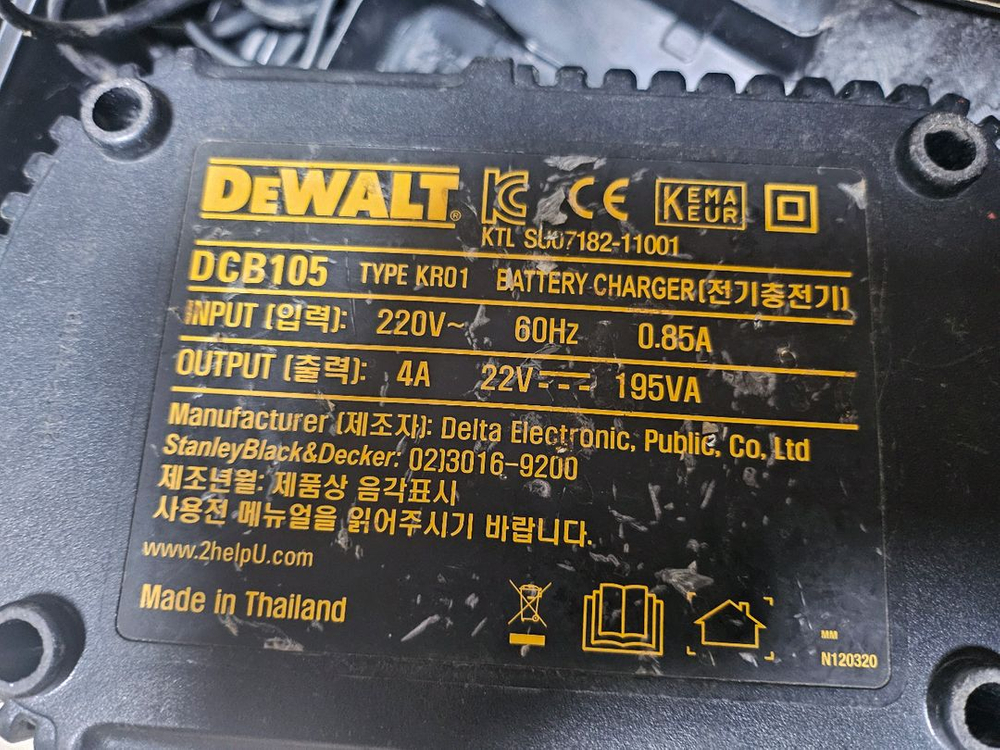 DEWALT®
KC CE KEMA KEUR
KTL SU07182-11001
DCB105 TYPE KR01 BATTERY CHARGER(전기충전기)
INPUT (입력): 220V~ 60Hz 0.85A
OUTPUT (출력): 4A 22V⎓ 195VA
Manufacturer (제조자): Delta Electronic, Public, Co, Ltd
StanleyBlack&Decker: 02)3016-9200
제조년월: 제품상 음각표시
사용전 메뉴얼을 읽어주시기 바랍니다.
www.2helpU.com
Made in Thailand
MM
N120320